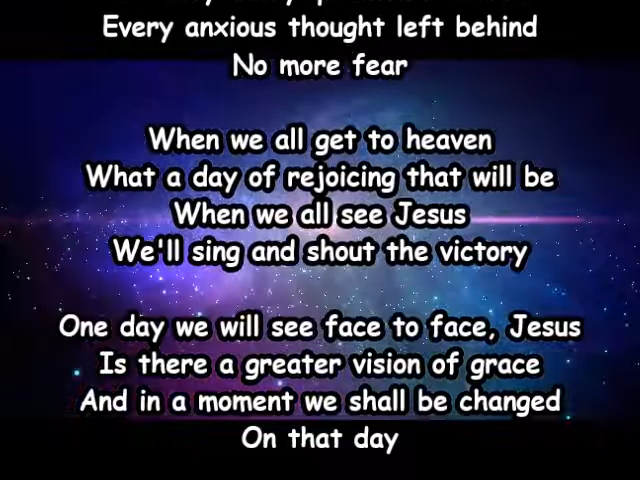 Every anxious thought left behind
No more fear
When we all get to heaven
What a day of rejoicing that will be
When we all see Jesus
We'll sing and shout the victory
One day we will see face to face, Jesus
Is there a greater vision of grace
And in a moment we shall be changed
On that day